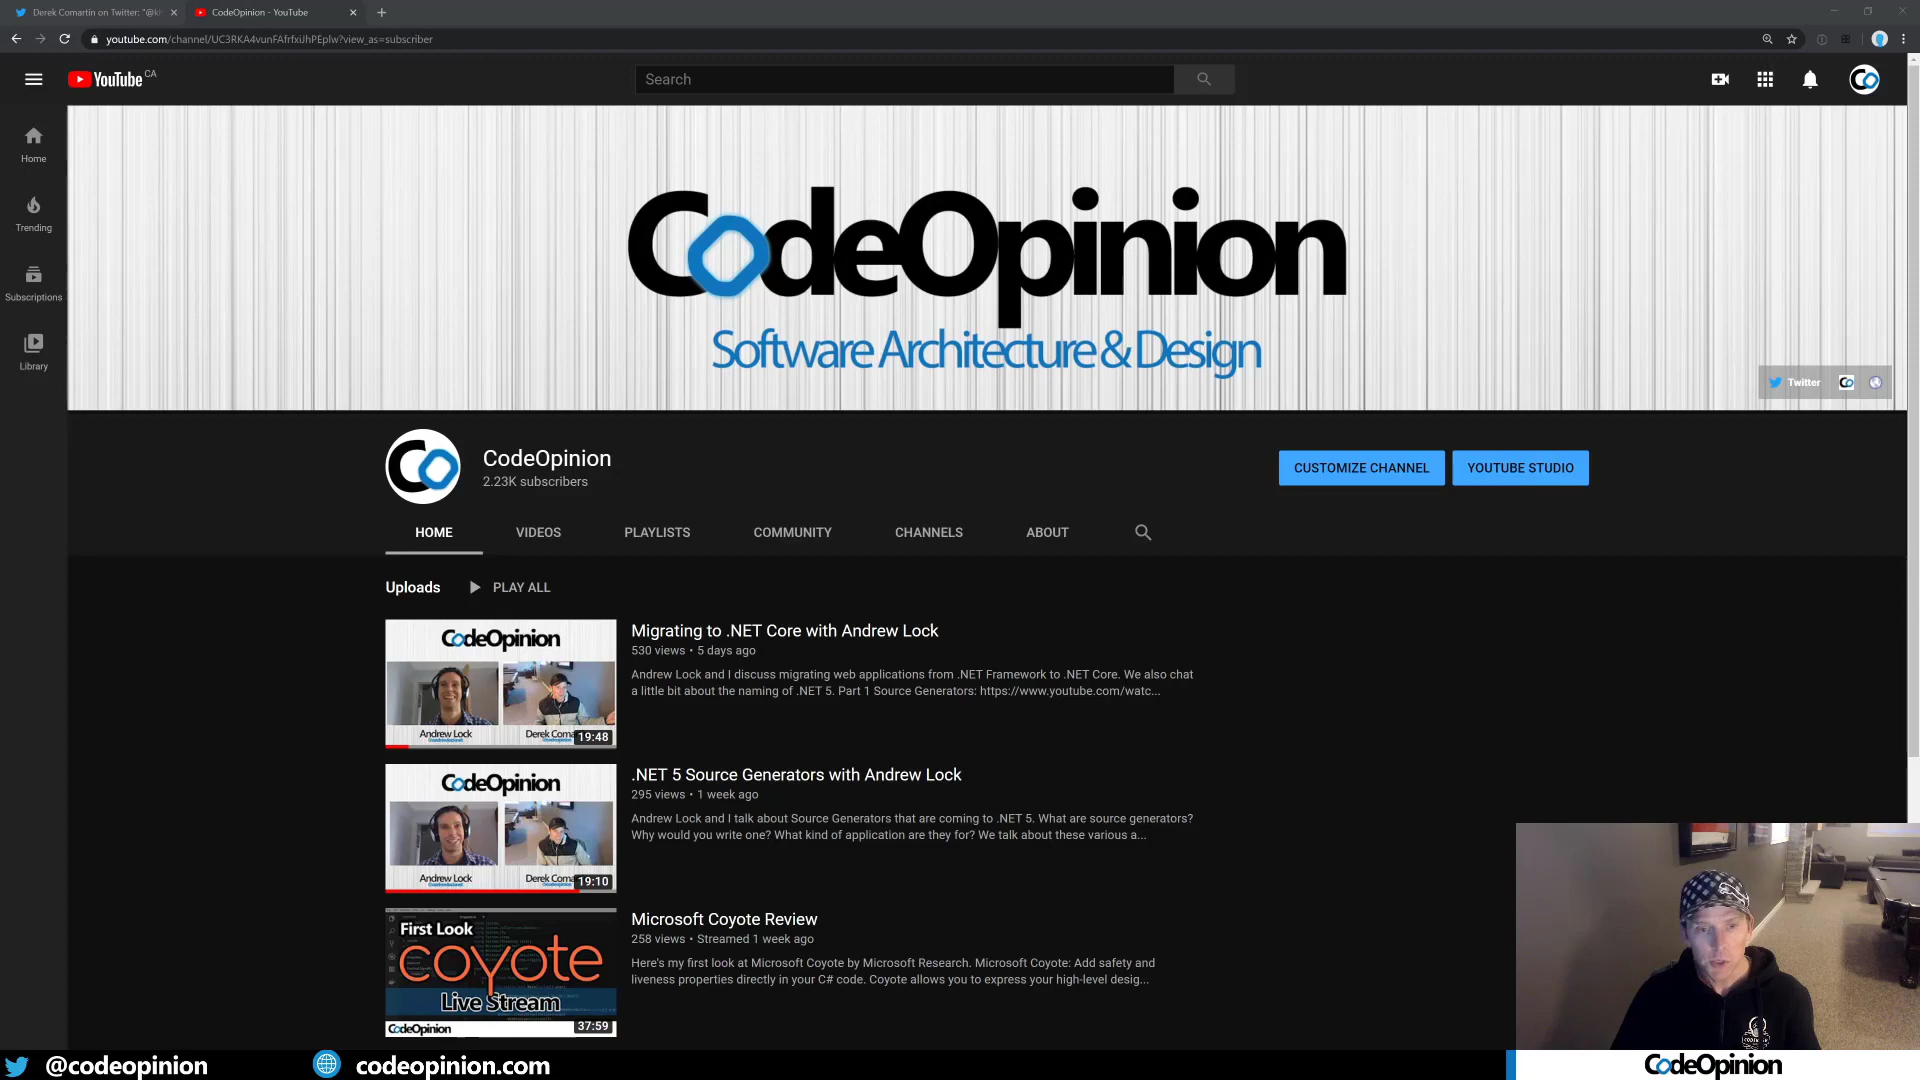 Derek Comartin on Twitter: "@kh
CodeOpinion - YouTube
youtube.com/channel/UC3RKA4vunFAfrfxiJhPEplw?view_as=subscriber
YouTube CA
Search
Home
Trending
Subscriptions
Library
CodeOpinion
Software Architecture & Design
Twitter
CodeOpinion
2.23K subscribers
CUSTOMIZE CHANNEL
YOUTUBE STUDIO
HOME
VIDEOS
PLAYLISTS
COMMUNITY
CHANNELS
ABOUT
Uploads
PLAY ALL
CodeOpinion
Andrew Lock
Derek Coma
19:48
Migrating to .NET Core with Andrew Lock
530 views • 5 days ago
Andrew Lock and I discuss migrating web applications from .NET Framework to .NET Core. We also chat
a little bit about the naming of .NET 5. Part 1 Source Generators: https://www.youtube.com/watc...
CodeOpinion
Andrew Lock
Derek Coma
19:10
.NET 5 Source Generators with Andrew Lock
295 views • 1 week ago
Andrew Lock and I talk about Source Generators that are coming to .NET 5. What are source generators?
Why would you write one? What kind of application are they for? We talk about these various a...
First Look
coyote
Live Stream
CodeOpinion
37:59
Microsoft Coyote Review
258 views • Streamed 1 week ago
Here's my first look at Microsoft Coyote by Microsoft Research. Microsoft Coyote: Add safety and
liveness properties directly in your C# code. Coyote allows you to express your high-level desig...
@codeopinion
codeopinion.com
CodeOpinion